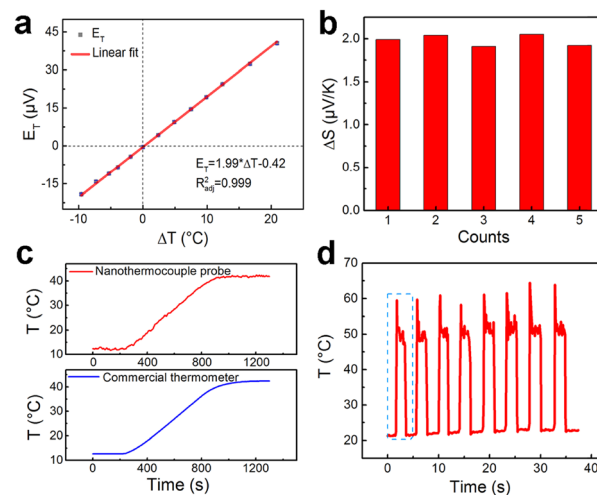 a
E_T
Linear fit
E_T (μV)
45
30
15
0
-15
E_T=1.99*ΔT-0.42
R²adj=0.999
-10
0
10
20
ΔT (°C)
b
ΔS (μV/K)
2.0
1.5
1.0
0.5
0.0
1
2
3
4
5
Counts
c
T (°C)
40
30
20
10
Nanothermocouple probe
0
400
800
1200
T (°C)
40
30
20
10
Commercial thermometer
0
400
800
1200
Time (s)
d
T (°C)
70
60
50
40
30
20
0
10
20
30
40
Time (s)